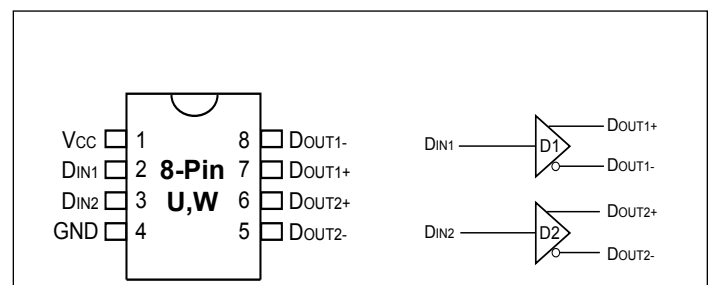 Vcc 1 8 DOUT1-
DIN1 2 8-Pin 7 DOUT1+
DIN2 3 U,W 6 DOUT2+
GND 4 5 DOUT2-
DIN1 D1 DOUT1+
DOUT1-
DIN2 D2 DOUT2+
DOUT2-